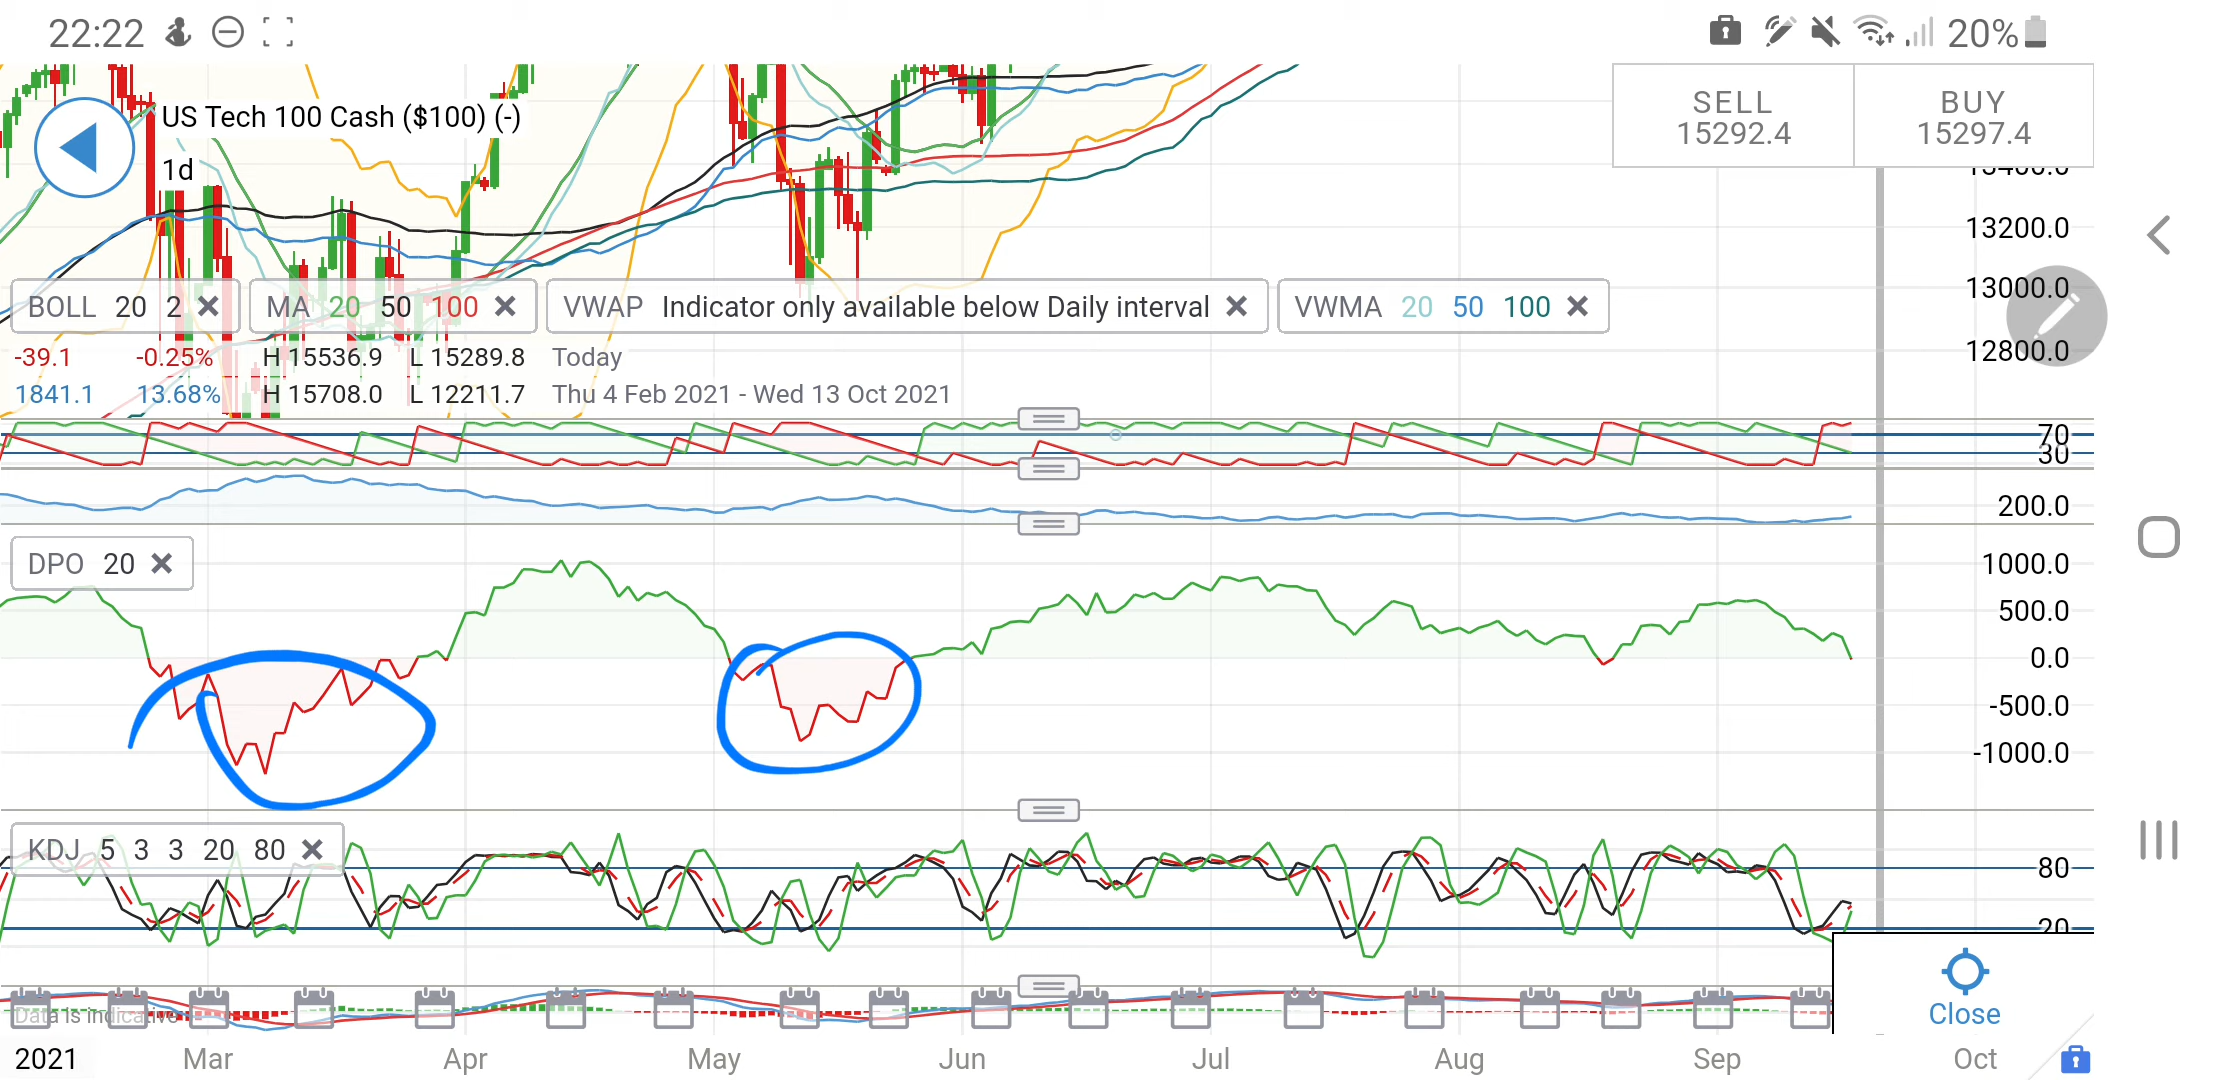 22:22
20%
US Tech 100 Cash ($100) (-)
1d
SELL
15292.4
BUY
15297.4
13400.0
13200.0
13000.0
12800.0
BOLL 20 2
MA 20 50 100
VWAP Indicator only available below Daily interval
VWMA 20 50 100
-39.1 -0.25% H 15536.9 L 15289.8 Today
1841.1 13.68% H 15708.0 L 12211.7 Thu 4 Feb 2021 - Wed 13 Oct 2021
70
30
200.0
DPO 20
1000.0
500.0
0.0
-500.0
-1000.0
KDJ 5 3 3 20 80
80
20
Data is indicative
Close
2021 Mar Apr May Jun Jul Aug Sep Oct